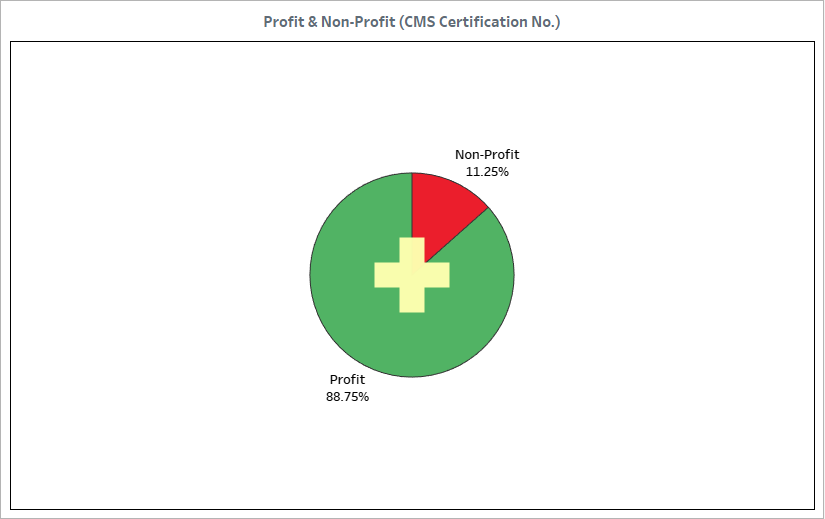 Profit & Non-Profit (CMS Certification No.)
Non-Profit
11.25%
Profit
88.75%